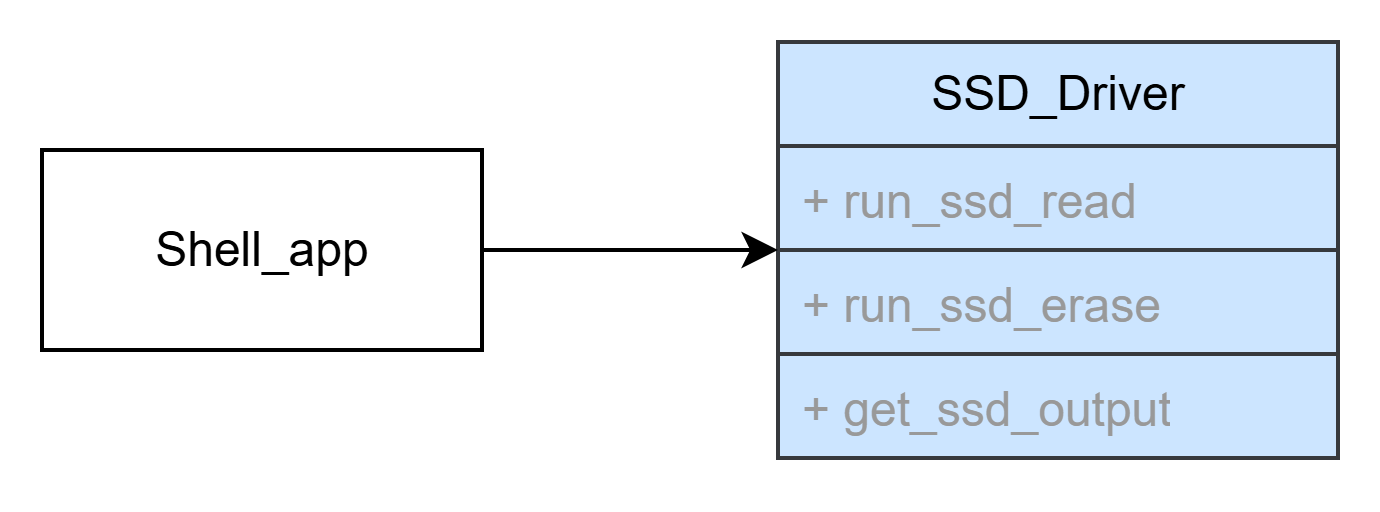 Shell_app
SSD_Driver
+ run_ssd_read
+ run_ssd_erase
+ get_ssd_output